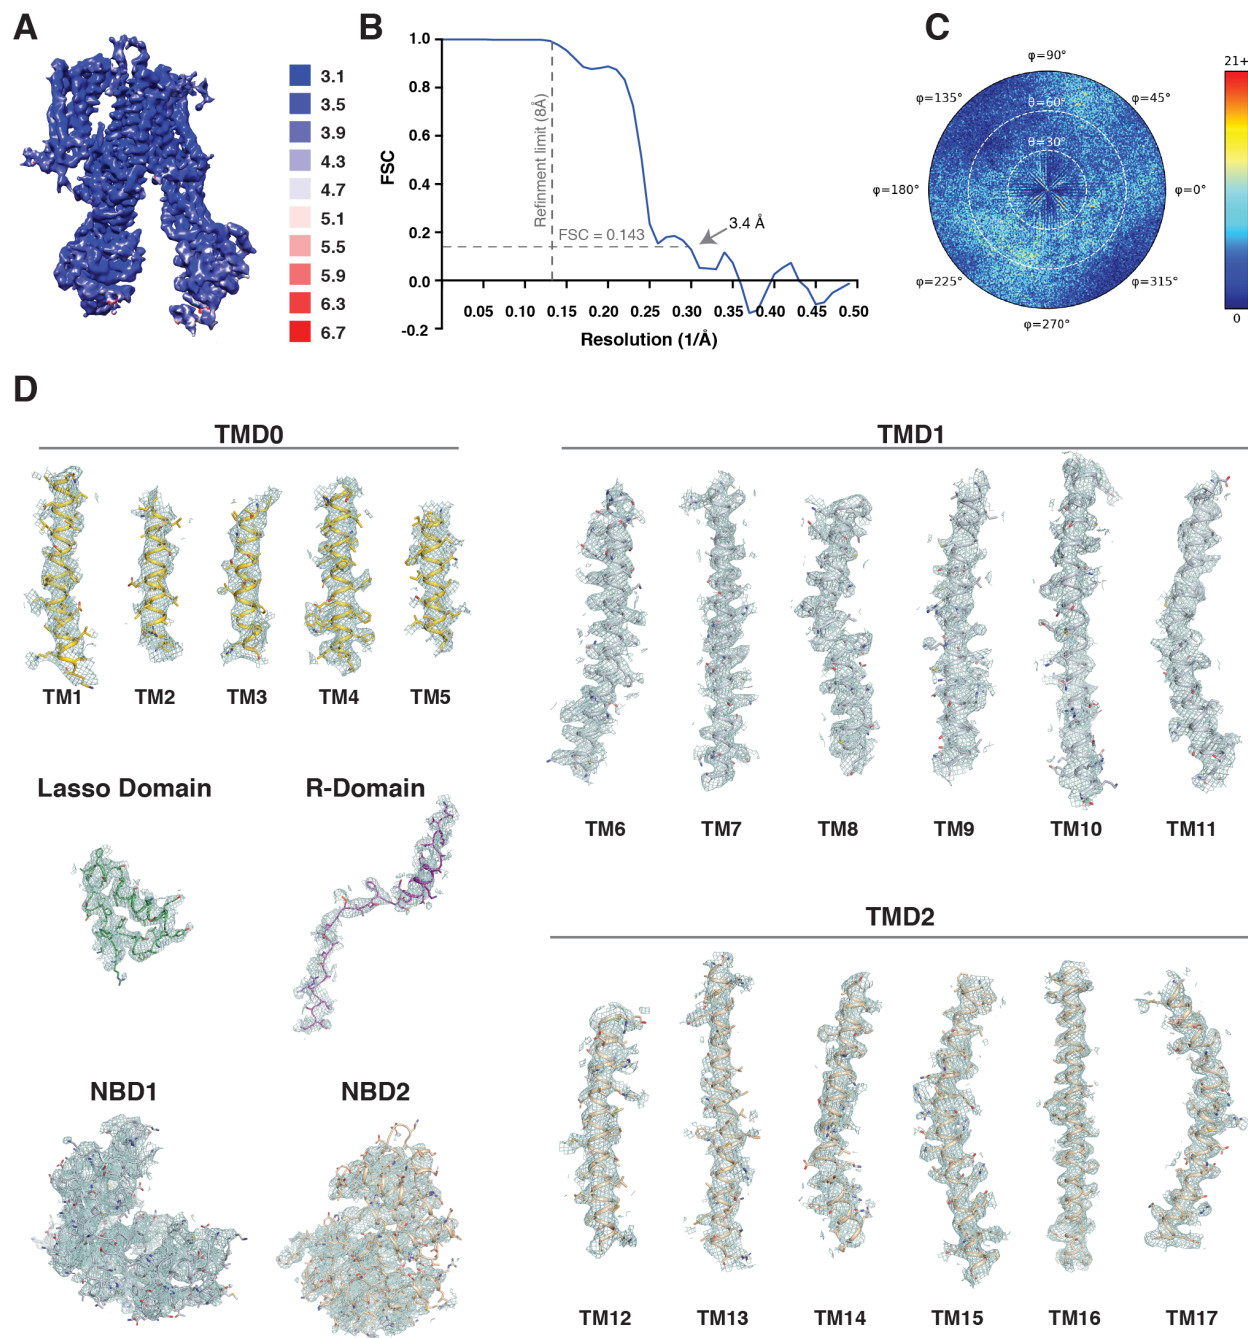 A
3.1
3.5
3.9
4.3
4.7
5.1
5.5
5.9
6.3
6.7
B
1.0
0.8
0.6
0.4
0.2
0.0
-0.2
FSC
Refinment limit (8Å)
FSC = 0.143
3.4 Å
0.05 0.10 0.15 0.20 0.25 0.30 0.35 0.40 0.45 0.50
Resolution (1/Å)
C
φ=90°
φ=135°
φ=45°
θ=60°
θ=30°
φ=180°
φ=0°
φ=225°
φ=315°
φ=270°
21+
0
D
TMD0
TM1 TM2 TM3 TM4 TM5
TMD1
TM6 TM7 TM8 TM9 TM10 TM11
Lasso Domain
R-Domain
TMD2
NBD1
NBD2
TM12 TM13 TM14 TM15 TM16 TM17